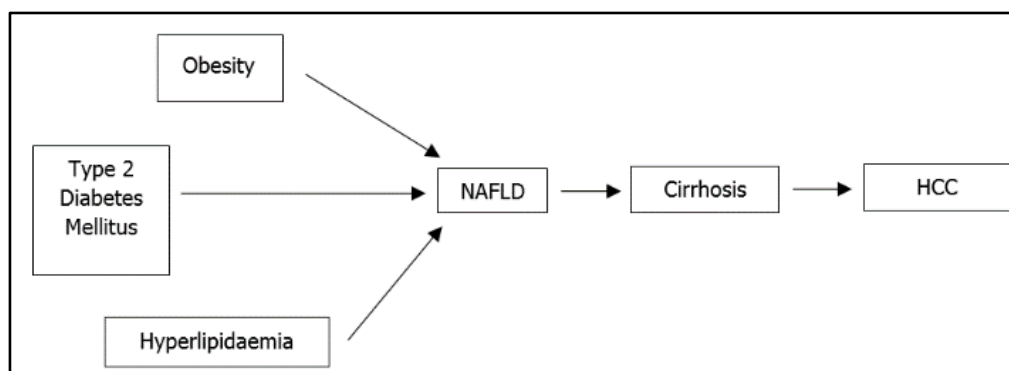 Obesity
Type 2
Diabetes
Mellitus
NAFLD
Cirrhosis
HCC
Hyperlipidaemia